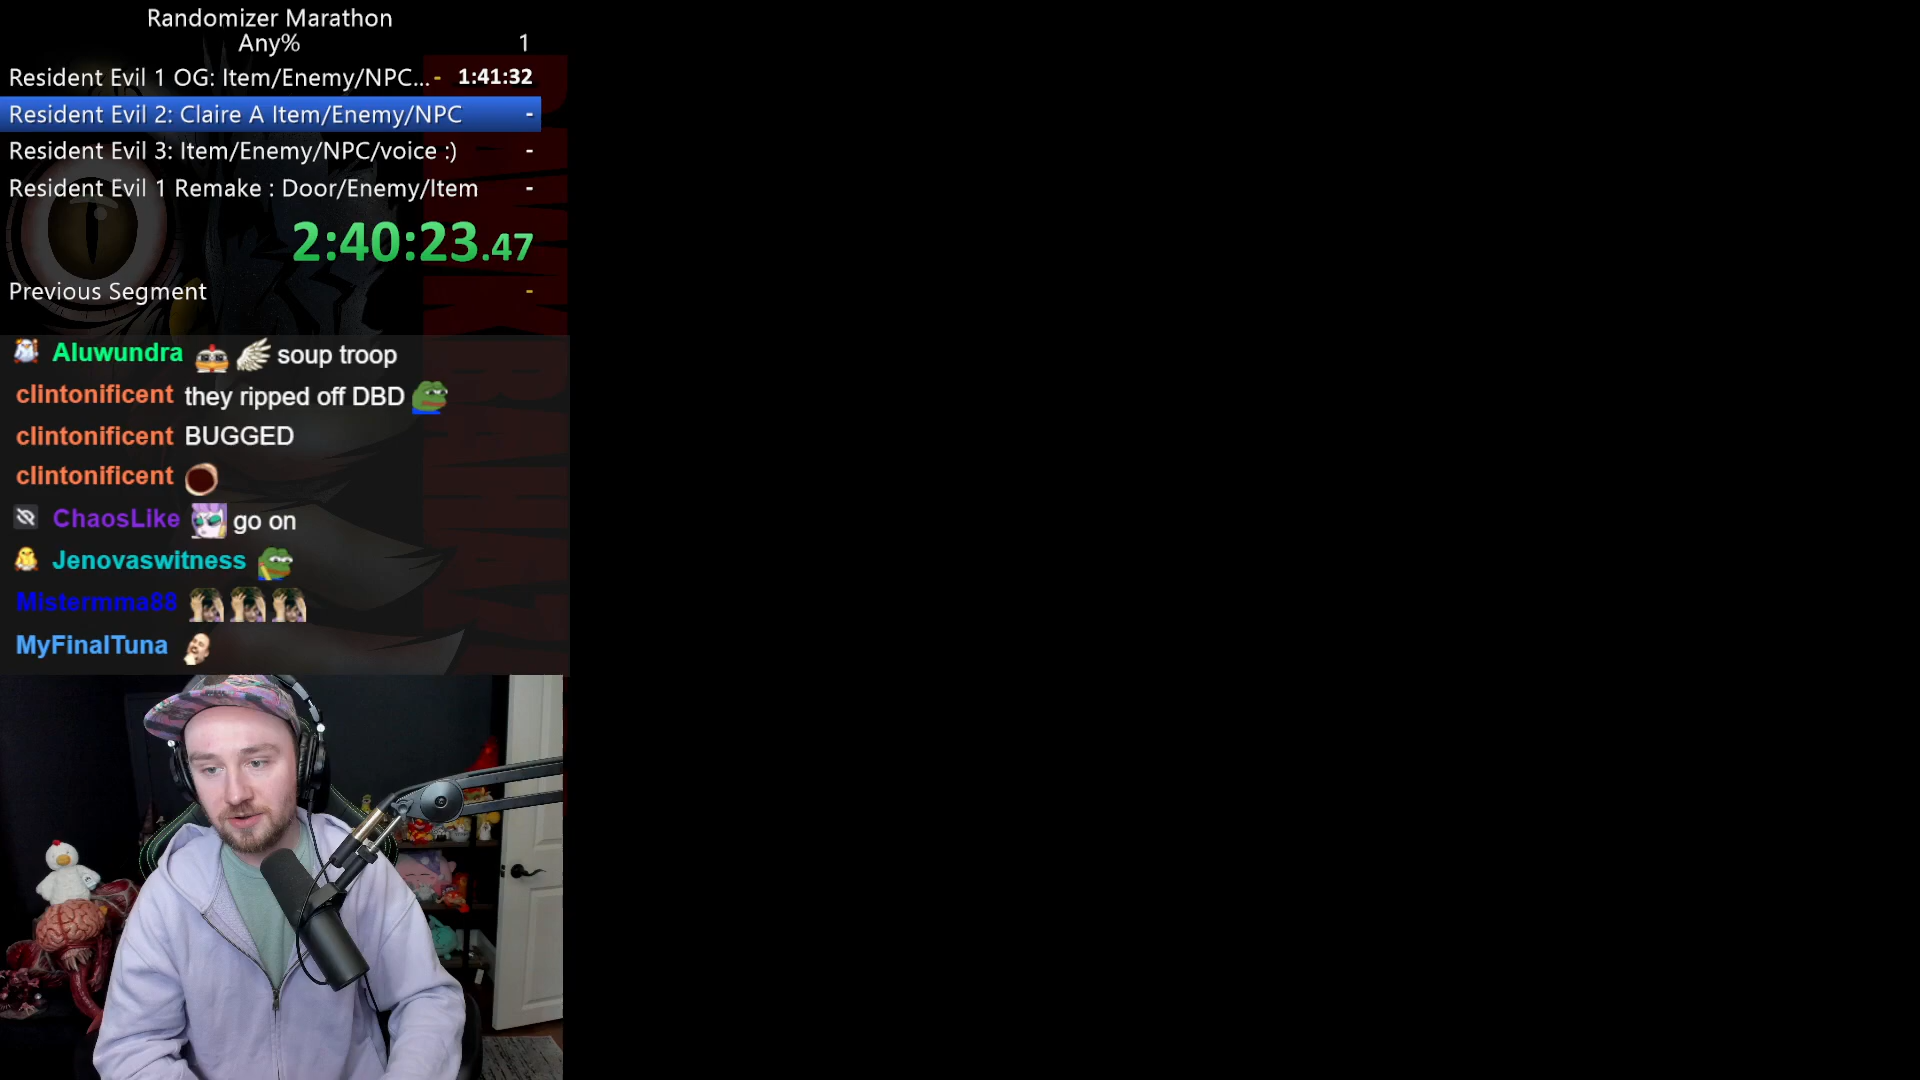 Randomizer Marathon
Any% 1
Resident Evil 1 OG: Item/Enemy/NPC... - 1:41:32
Resident Evil 2: Claire A Item/Enemy/NPC -
Resident Evil 3: Item/Enemy/NPC/voice :) -
Resident Evil 1 Remake : Door/Enemy/Item -
2:40:23.47
Previous Segment -
Aluwundra soup troop
clintonificent they ripped off DBD
clintonificent BUGGED
clintonificent
ChaosLike go on
Jenovaswitness
Mistermma88
MyFinalTuna